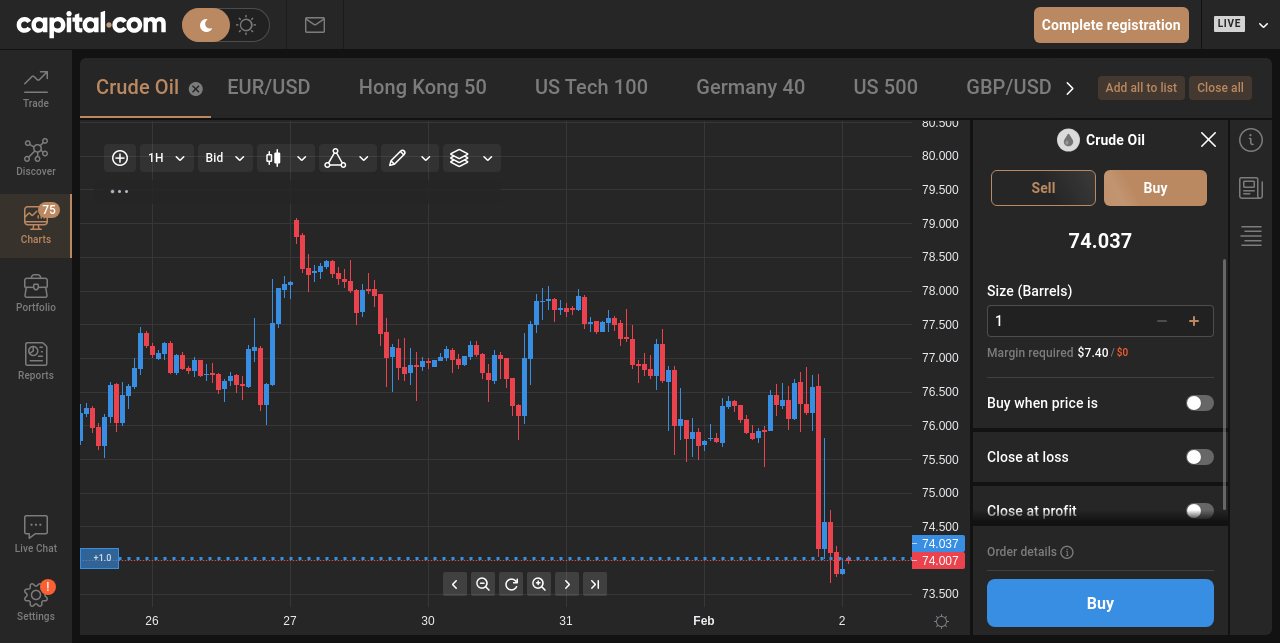 capital.com
Complete registration
LIVE
Trade
Discover
75
Charts
Portfolio
Reports
Live Chat
!
Settings
Crude Oil
EUR/USD
Hong Kong 50
US Tech 100
Germany 40
US 500
GBP/USD
Add all to list
Close all
1H
Bid
80.500
80.000
79.500
79.000
78.500
78.000
77.500
77.000
76.500
76.000
75.500
75.000
74.500
74.037
74.007
73.500
+1.0
26
27
30
31
Feb
2
Crude Oil
Sell
Buy
74.037
Size (Barrels)
1
Margin required $7.40 / $0
Buy when price is
Close at loss
Close at profit
Order details
Buy